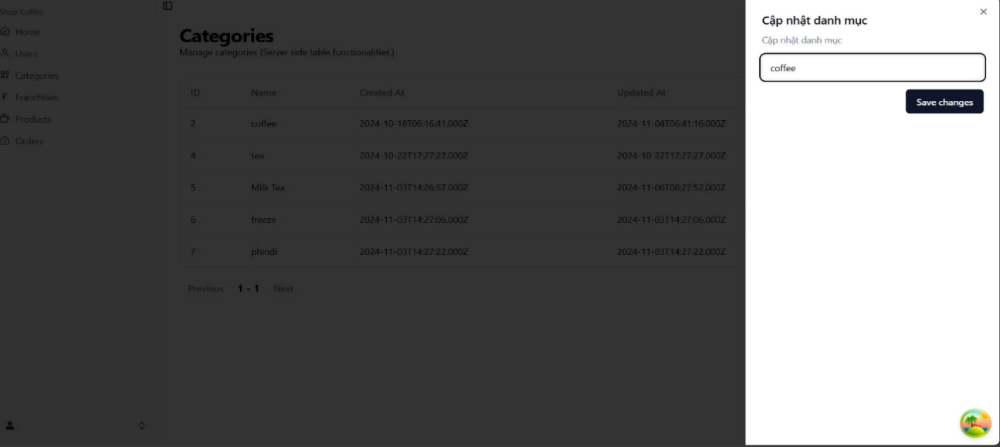 Shop Coffee
Home
Users
Categories
Franchises
Products
Orders
Categories
Manage categories (Server side table functionalities.)
ID Name Created At Updated At
2 coffee 2024-10-18T06:16:41.000Z 2024-11-04T06:41:16.000Z
4 tea 2024-10-22T17:27:27.000Z 2024-10-22T17:27:27.000Z
5 Milk Tea 2024-11-03T14:26:57.000Z 2024-11-06T08:27:52.000Z
6 freeze 2024-11-03T14:27:06.000Z 2024-11-03T14:27:06.000Z
7 phindi 2024-11-03T14:27:22.000Z 2024-11-03T14:27:22.000Z
Previous 1 - 1 Next
Cập nhật danh mục
Cập nhật danh mục
coffee
Save changes